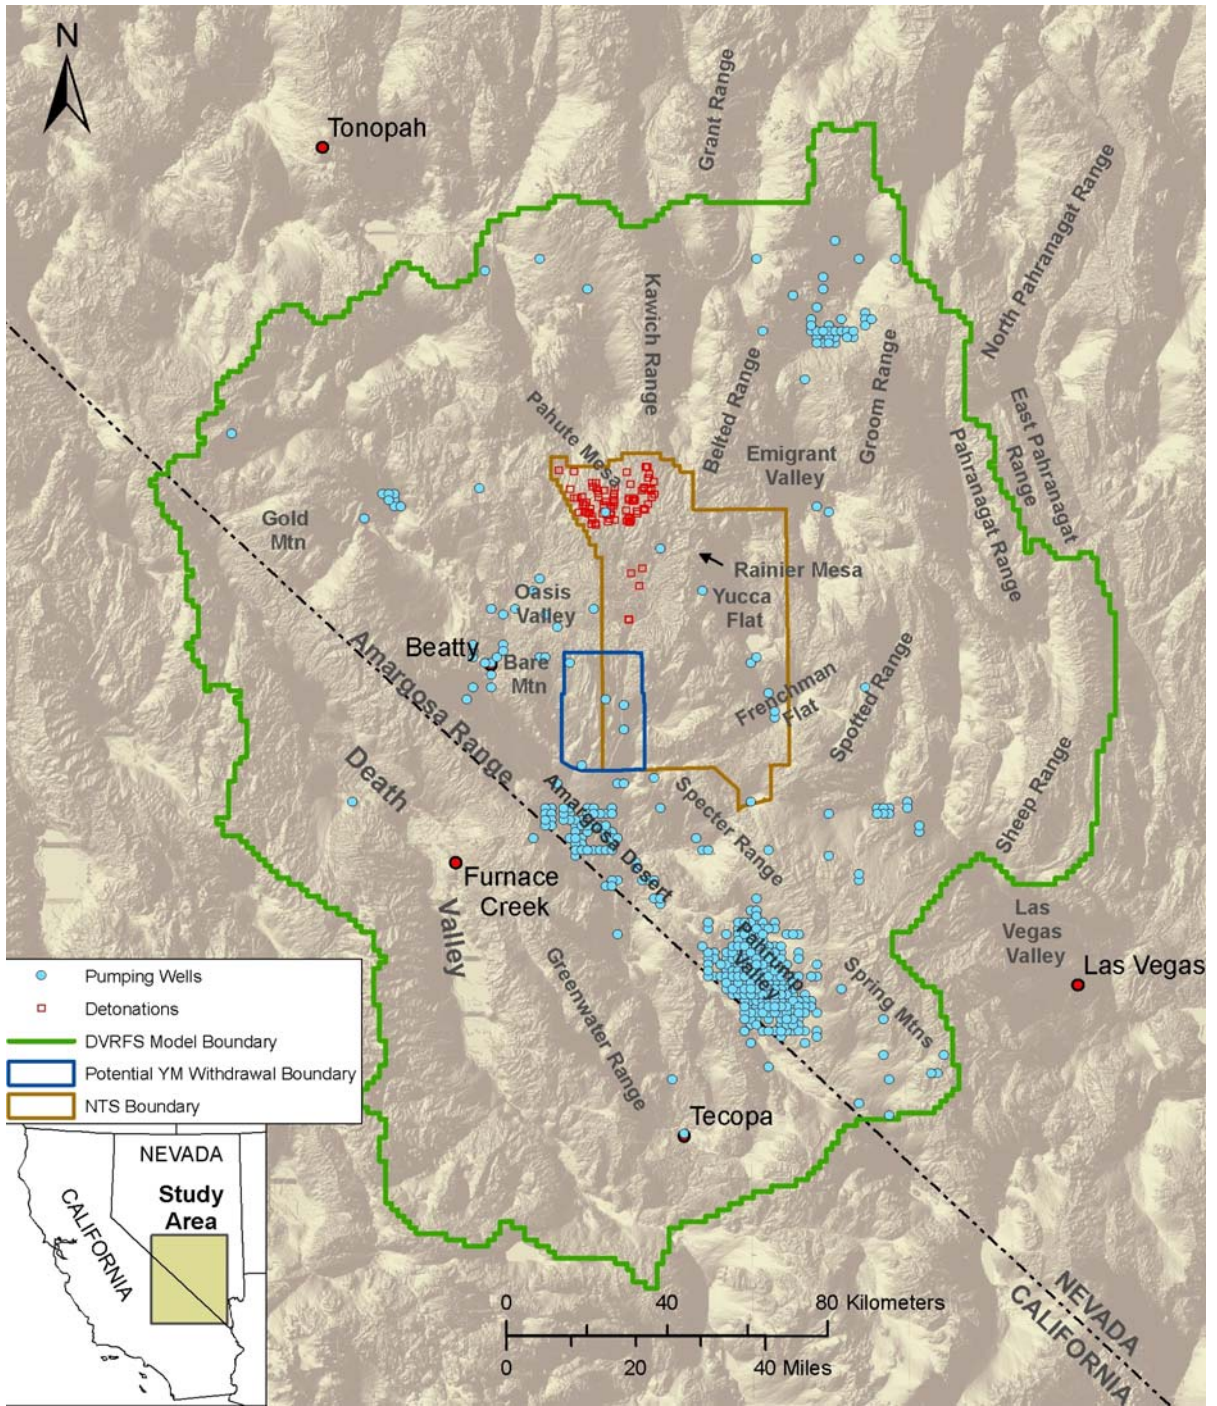 N
Tonopah
Grant Range
North Pahranagat Range
Kawich Range
Belted Range
Groom Range
Pahute Mesa
East Pahranagat
Range
Pahranagat Range
Emigrant
Valley
Gold
Mtn
Rainier Mesa
Oasis
Valley
Yucca
Flat
Beatty
Bare
Mtn
Amargosa Range
Frenchman
Flat
Spotted Range
Sheep Range
Death
Valley
Amargosa Desert
Specter Range
Furnace
Creek
Las
Vegas
Valley
Las Vegas
Pahrump
Valley
Spring Mtns
Greenwater Range
Tecopa
Pumping Wells
Detonations
DVRFS Model Boundary
Potential YM Withdrawal Boundary
NTS Boundary
NEVADA
CALIFORNIA
Study
Area
0 40 80 Kilometers
0 20 40 Miles
NEVADA
CALIFORNIA